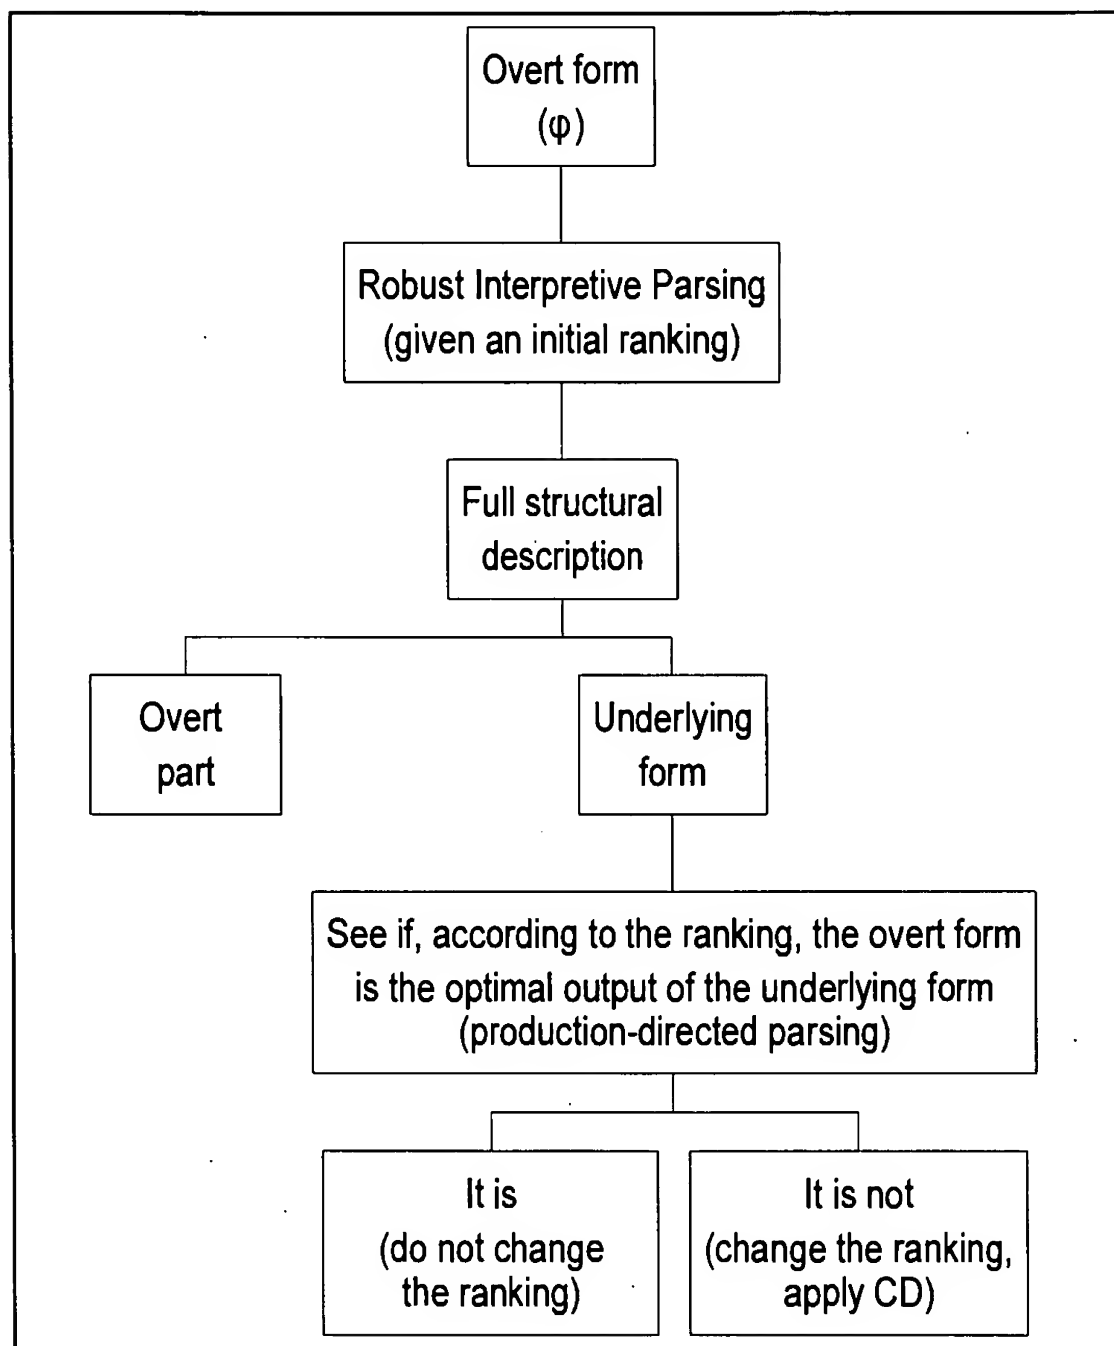 Overt form
(φ)
Robust Interpretive Parsing
(given an initial ranking)
Full structural
description
Overt
part
Underlying
form
See if, according to the ranking, the overt form
is the optimal output of the underlying form
(production-directed parsing)
It is
(do not change
the ranking)
It is not
(change the ranking,
apply CD)